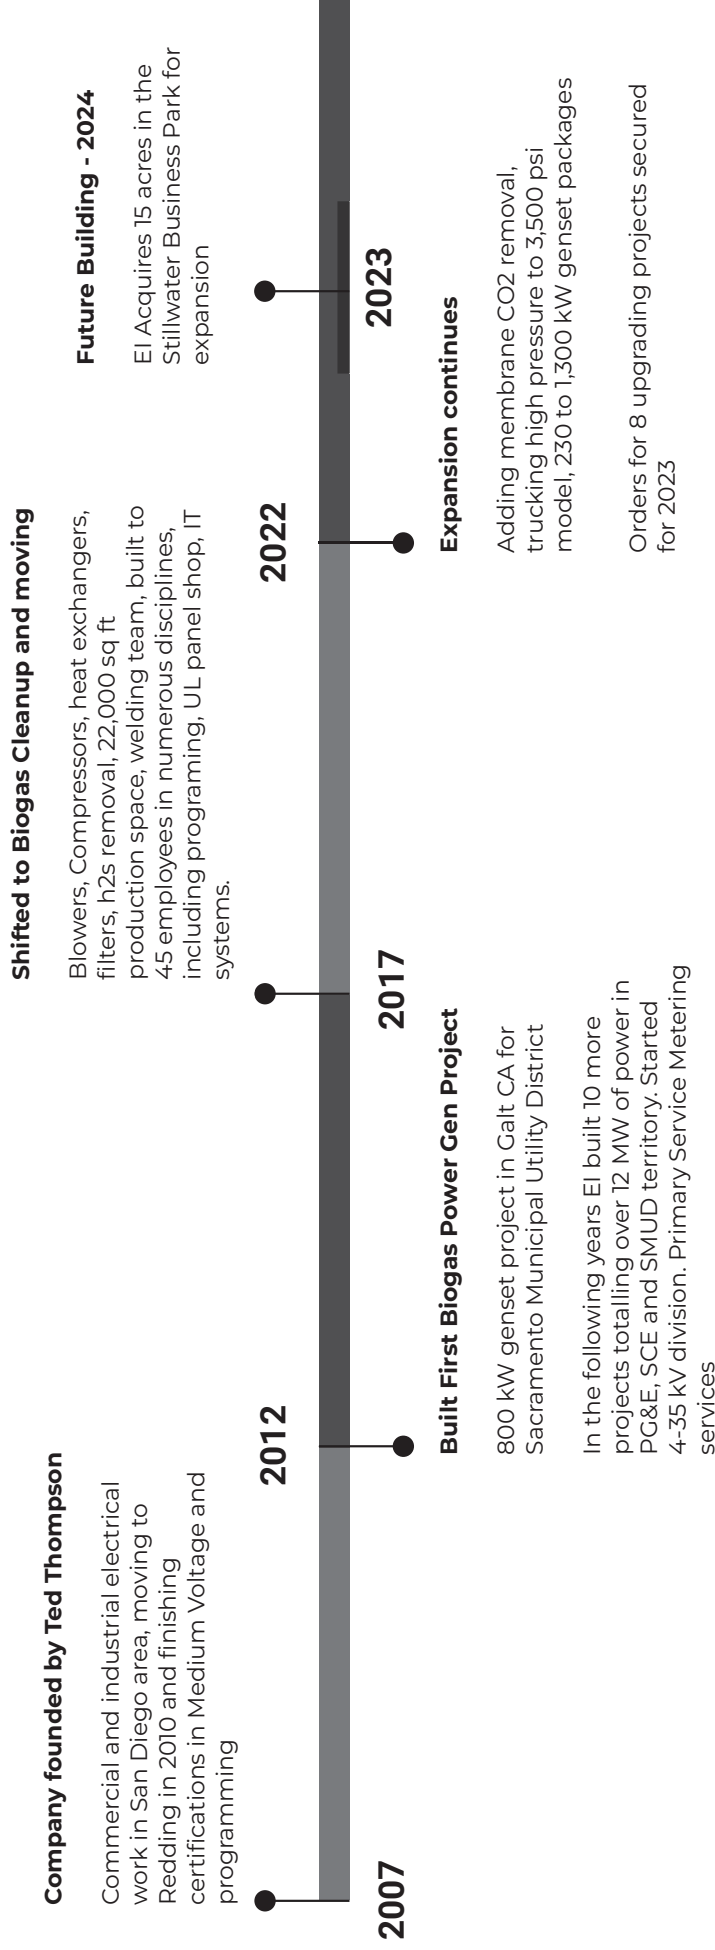 Company founded by Ted Thompson
Commercial and industrial electrical
work in San Diego area, moving to
Redding in 2010 and finishing
certifications in Medium Voltage and
programming
2007
2012
Built First Biogas Power Gen Project
800 kW genset project in Galt CA for
Sacramento Municipal Utility District
In the following years EI built 10 more
projects totalling over 12 MW of power in
PG&E, SCE and SMUD territory. Started
4-35 kV division. Primary Service Metering
services
Shifted to Biogas Cleanup and moving
Blowers, Compressors, heat exchangers,
filters, h2s removal, 22,000 sq ft
production space, welding team, built to
45 employees in numerous disciplines,
including programing, UL panel shop, IT
systems.
2017
2022
Expansion continues
Adding membrane CO2 removal,
trucking high pressure to 3,500 psi
model, 230 to 1,300 kW genset packages
Orders for 8 upgrading projects secured
for 2023
Future Building - 2024
EI Acquires 15 acres in the
Stillwater Business Park for
expansion
2023